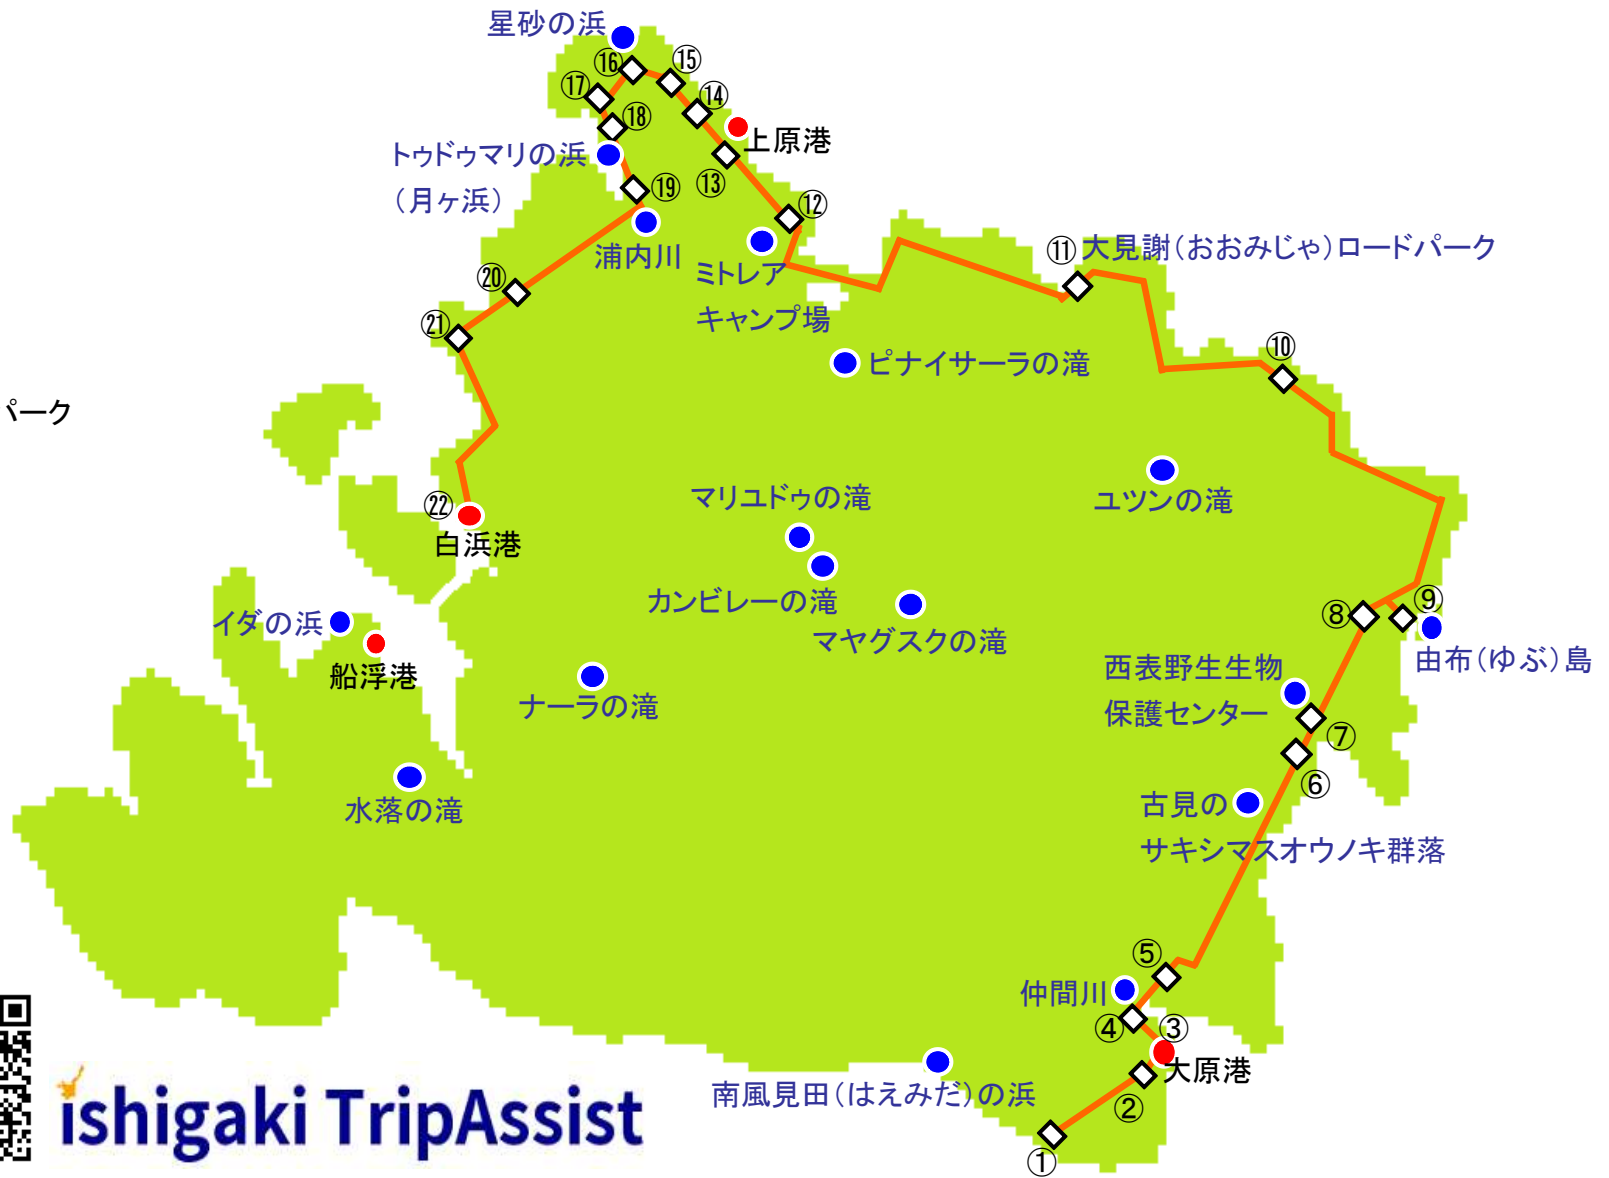 星砂の浜
⑮
⑯
⑰
⑭
⑱
上原港
トゥドゥマリの浜
(月ヶ浜)
⑬
⑲
⑫
浦内川
⑪
大見謝(おおみじゃ)ロードパーク
ミトレア
キャンプ場
⑳
㉑
⑩
ピナイサーラの滝
パーク
マリユドゥの滝
ユツンの滝
㉒
白浜港
カンビレーの滝
⑧
⑨
イダの浜
マヤグスクの滝
由布(ゆぶ)島
船浮港
西表野生生物
保護センター
ナーラの滝
⑦
⑥
水落の滝
古見の
サキシマスオウノキ群落
⑤
仲間川
④
③
大原港
南風見田(はえみだ)の浜
②
①
ishigaki TripAssist